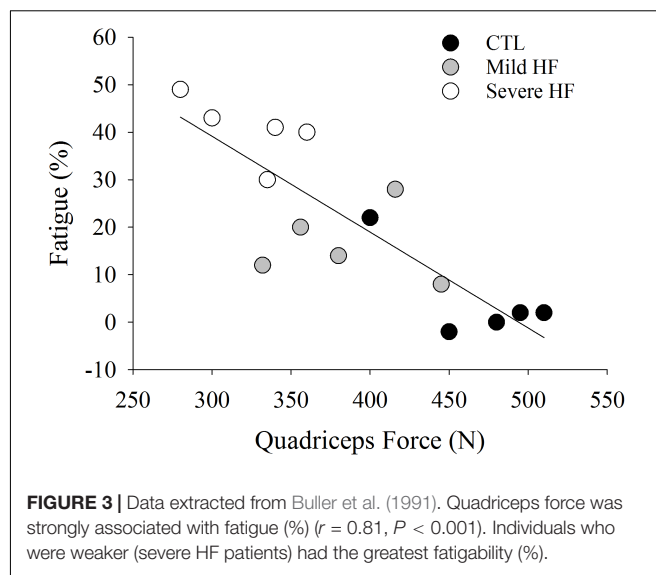 60
50
40
30
20
10
0
-10
Fatigue (%)
CTL
Mild HF
Severe HF
250 300 350 400 450 500 550
Quadriceps Force (N)
FIGURE 3 | Data extracted from Buller et al. (1991). Quadriceps force was
strongly associated with fatigue (%) (r = 0.81, P < 0.001). Individuals who
were weaker (severe HF patients) had the greatest fatigability (%).